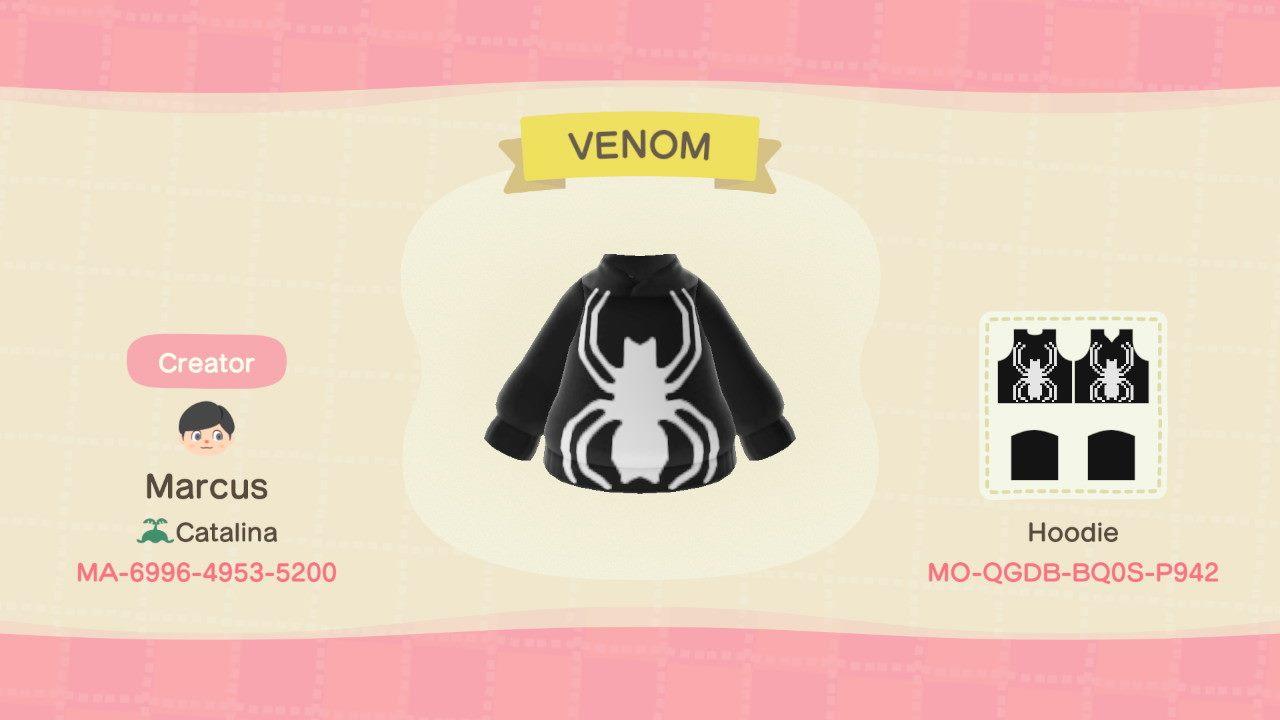 VENOM
Creator
Marcus
Catalina
MA-6996-4953-5200
Hoodie
MO-QGDB-BQ0S-P942